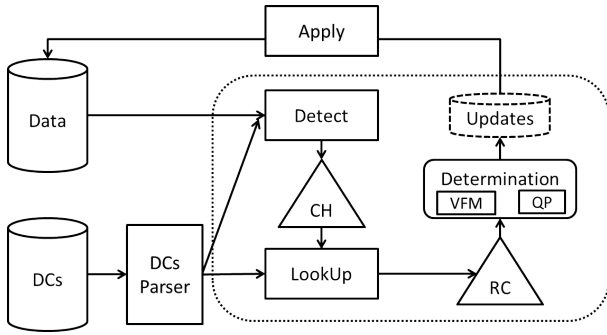 Apply
Data
Detect
Updates
Determination
VFM
QP
CH
DCs
DCs
Parser
LookUp
RC